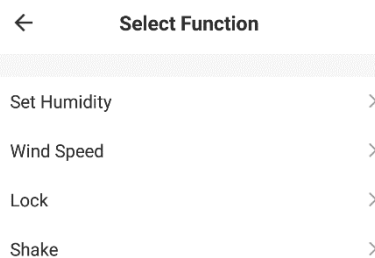 Select Function
Set Humidity
Wind Speed
Lock
Shake